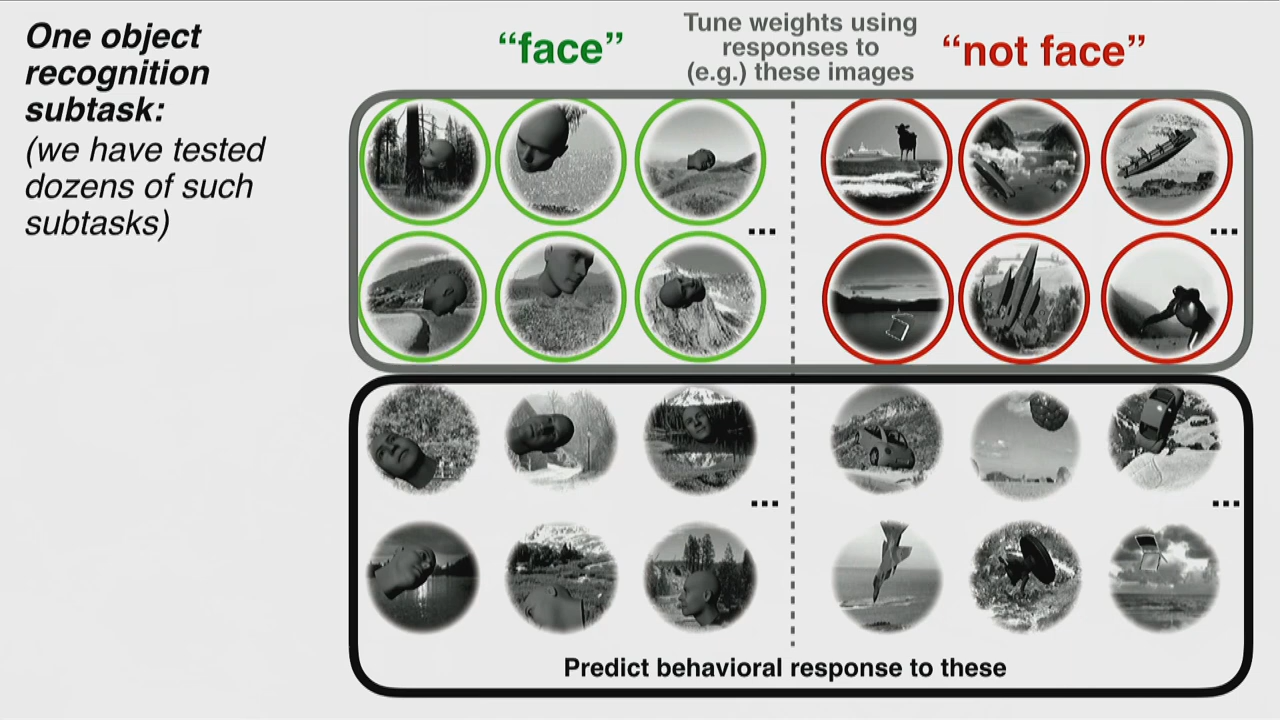 One object
recognition
subtask:
(we have tested
dozens of such
subtasks)
“face”
Tune weights using
responses to
(e.g.) these images
“not face”
...
...
...
...
Predict behavioral response to these